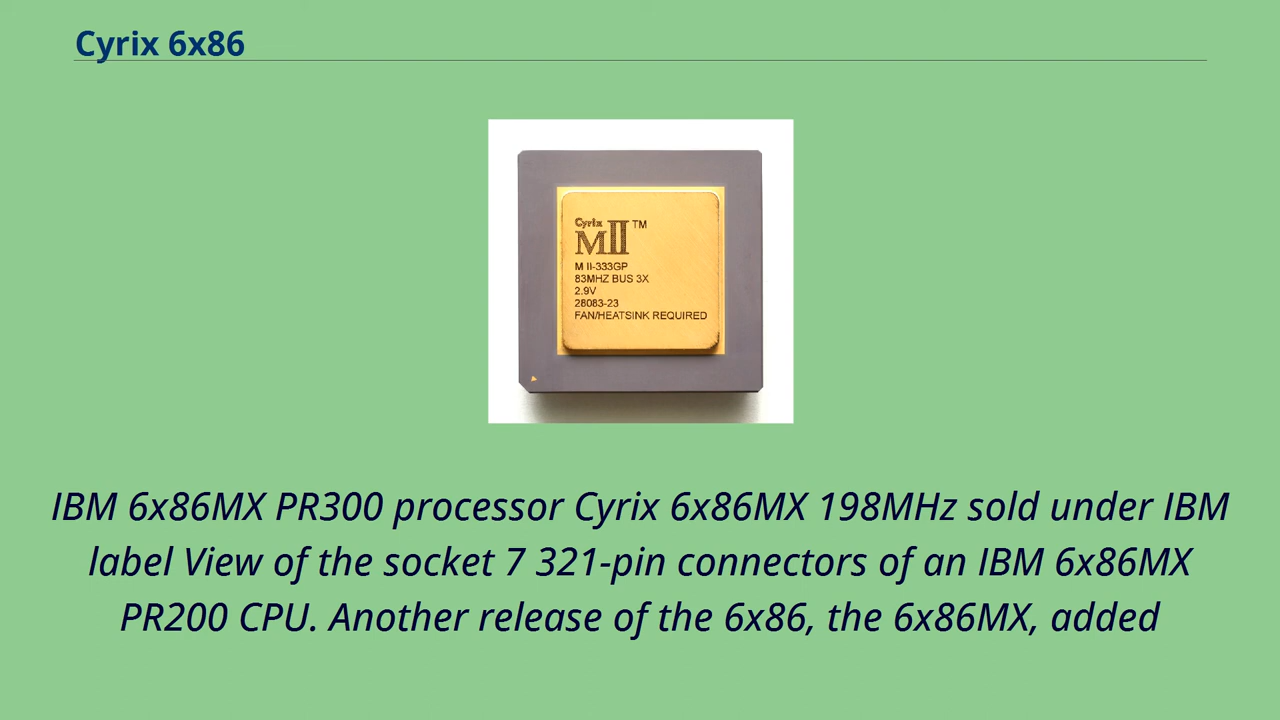 Cyrix 6x86
Cyrix
MII™
M II-333GP
83MHZ BUS 3X
2.9V
28083-23
FAN/HEATSINK REQUIRED
IBM 6x86MX PR300 processor Cyrix 6x86MX 198MHz sold under IBM
label View of the socket 7 321-pin connectors of an IBM 6x86MX
PR200 CPU. Another release of the 6x86, the 6x86MX, added